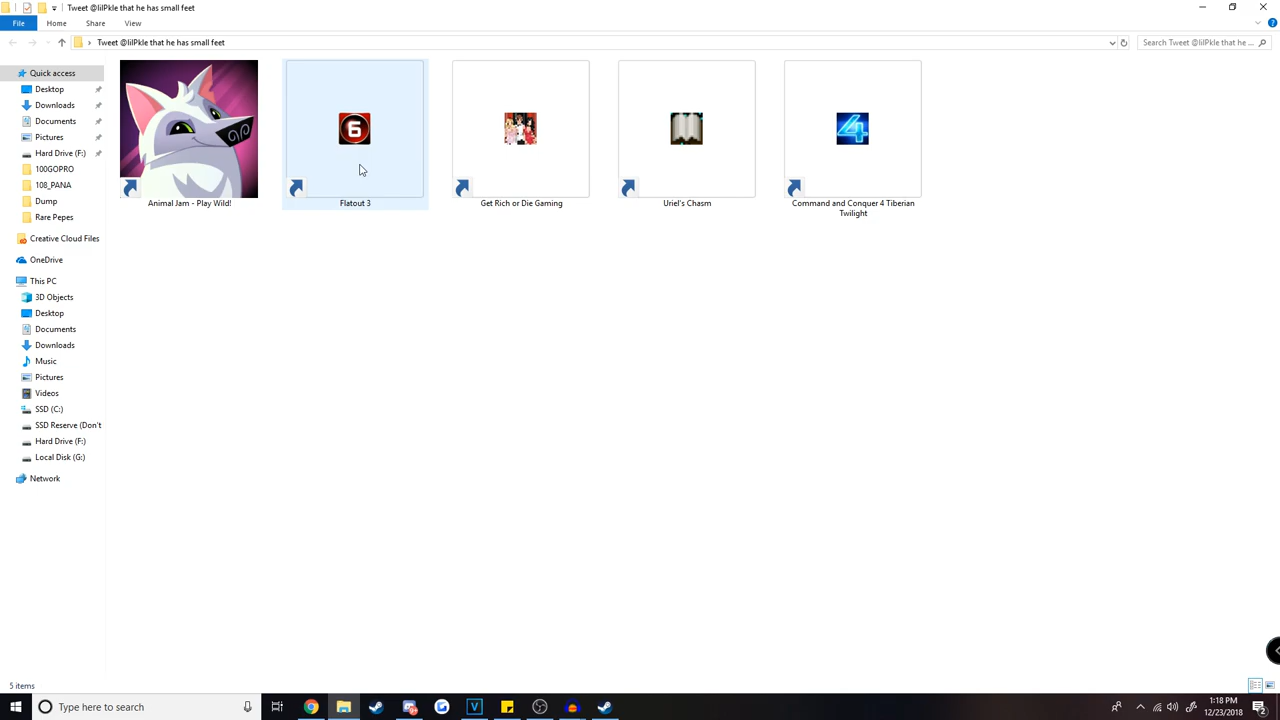 Tweet @lilPkle that he has small feet
File Home Share View
Tweet @lilPkle that he has small feet
Search Tweet @lilPkle that he ...
Quick access
Desktop
Downloads
Documents
Pictures
Hard Drive (F:)
100GOPRO
108_PANA
Dump
Rare Pepes
Creative Cloud Files
OneDrive
This PC
3D Objects
Desktop
Documents
Downloads
Music
Pictures
Videos
SSD (C:)
SSD Reserve (Don't
Hard Drive (F:)
Local Disk (G:)
Network
6
4
Animal Jam - Play Wild!
Flatout 3
Get Rich or Die Gaming
Uriel's Chasm
Command and Conquer 4 Tiberian
Twilight
5 items
Type here to search
1:18 PM
12/23/2018
2